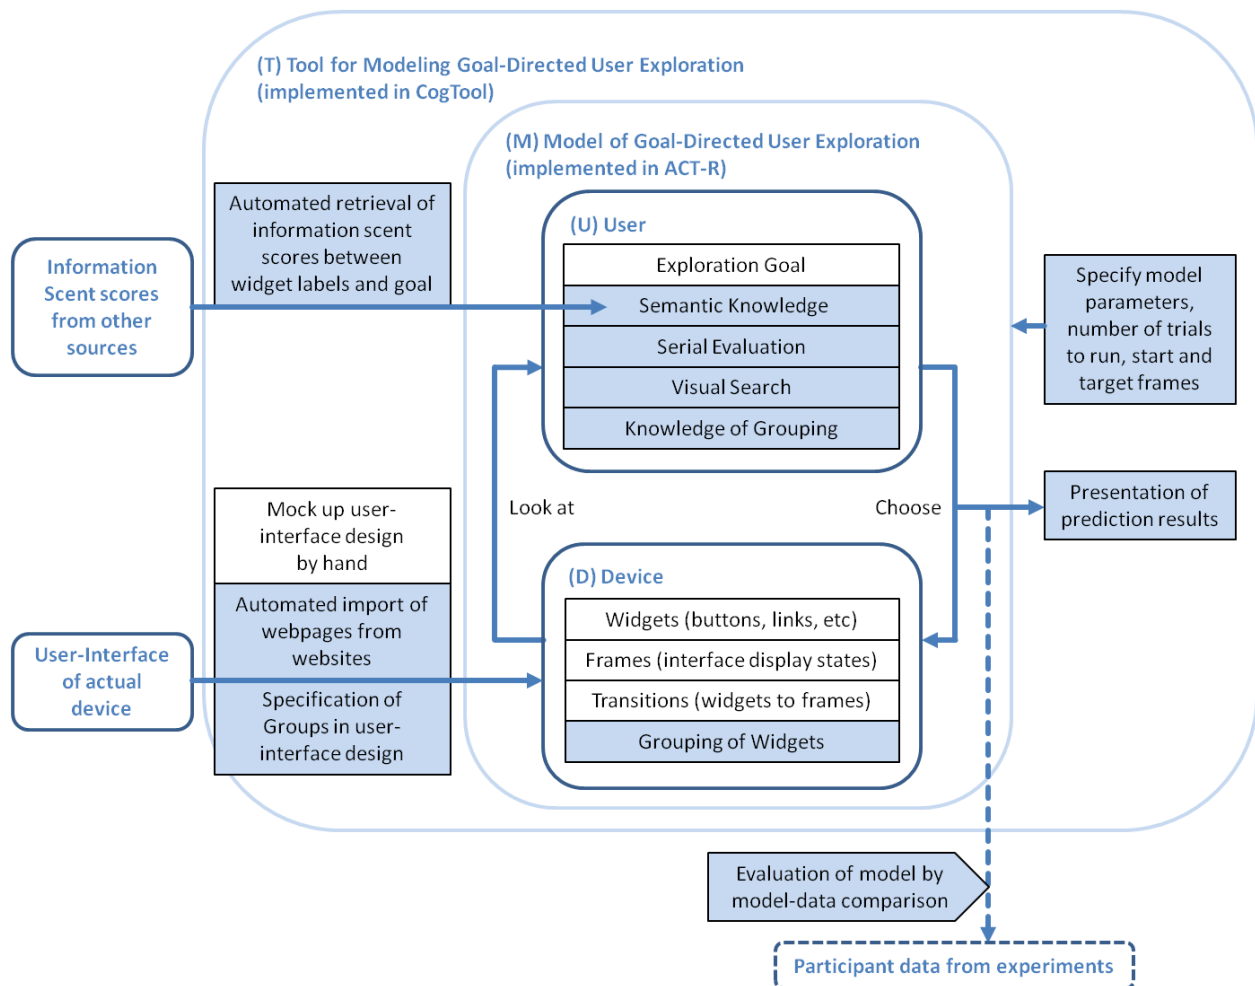 (T) Tool for Modeling Goal-Directed User Exploration
(implemented in CogTool)
(M) Model of Goal-Directed User Exploration
(implemented in ACT-R)
Automated retrieval of
information scent
scores between
widget labels and goal
Information
Scent scores
from other
sources
(U) User
Exploration Goal
Semantic Knowledge
Serial Evaluation
Visual Search
Knowledge of Grouping
Specify model
parameters,
number of trials
to run, start and
target frames
Look at
Choose
Presentation of
prediction results
Mock up user-
interface design
by hand
Automated import of
webpages from
websites
Specification of
Groups in user-
interface design
User-Interface
of actual
device
(D) Device
Widgets (buttons, links, etc)
Frames (interface display states)
Transitions (widgets to frames)
Grouping of Widgets
Evaluation of model by
model-data comparison
Participant data from experiments